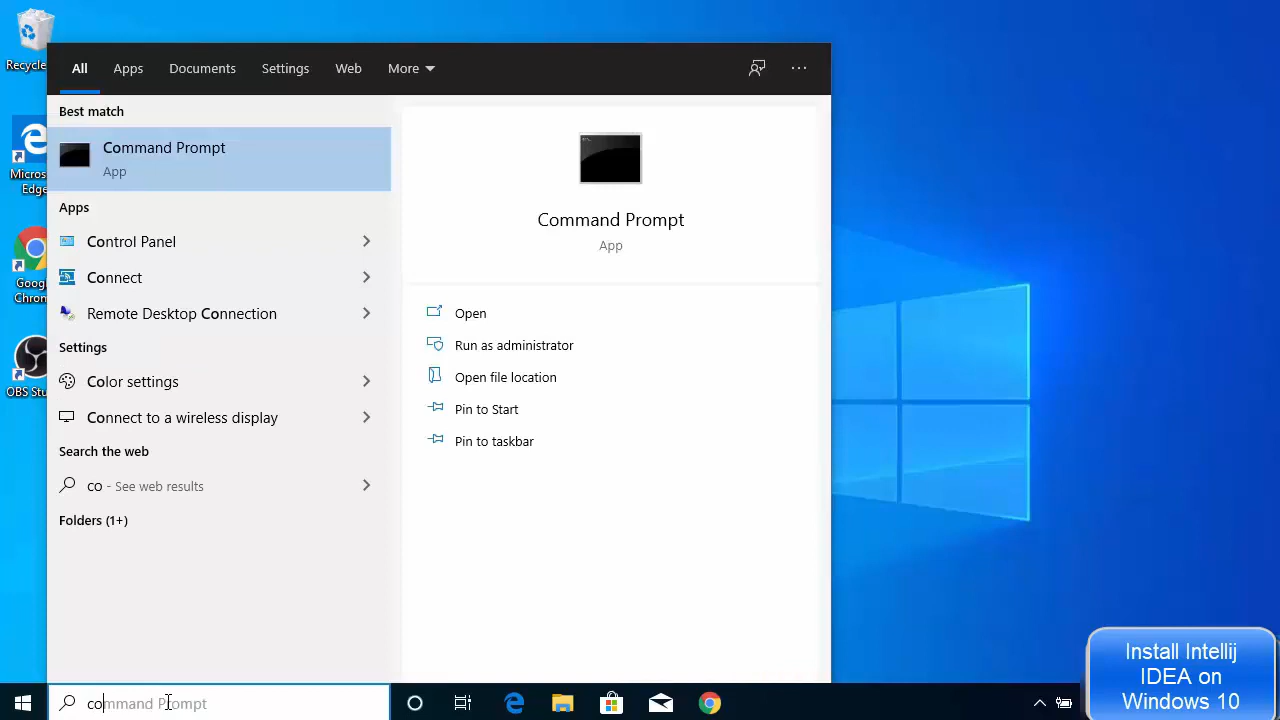 Recycle
Micros
Edge
Goog
Chron
OBS Stu
All Apps Documents Settings Web More
Best match
Command Prompt
App
Apps
Control Panel
Connect
Remote Desktop Connection
Settings
Color settings
Connect to a wireless display
Search the web
co - See web results
Folders (1+)
Command Prompt
App
Open
Run as administrator
Open file location
Pin to Start
Pin to taskbar
command Prompt
Install Intellij
IDEA on
Windows 10